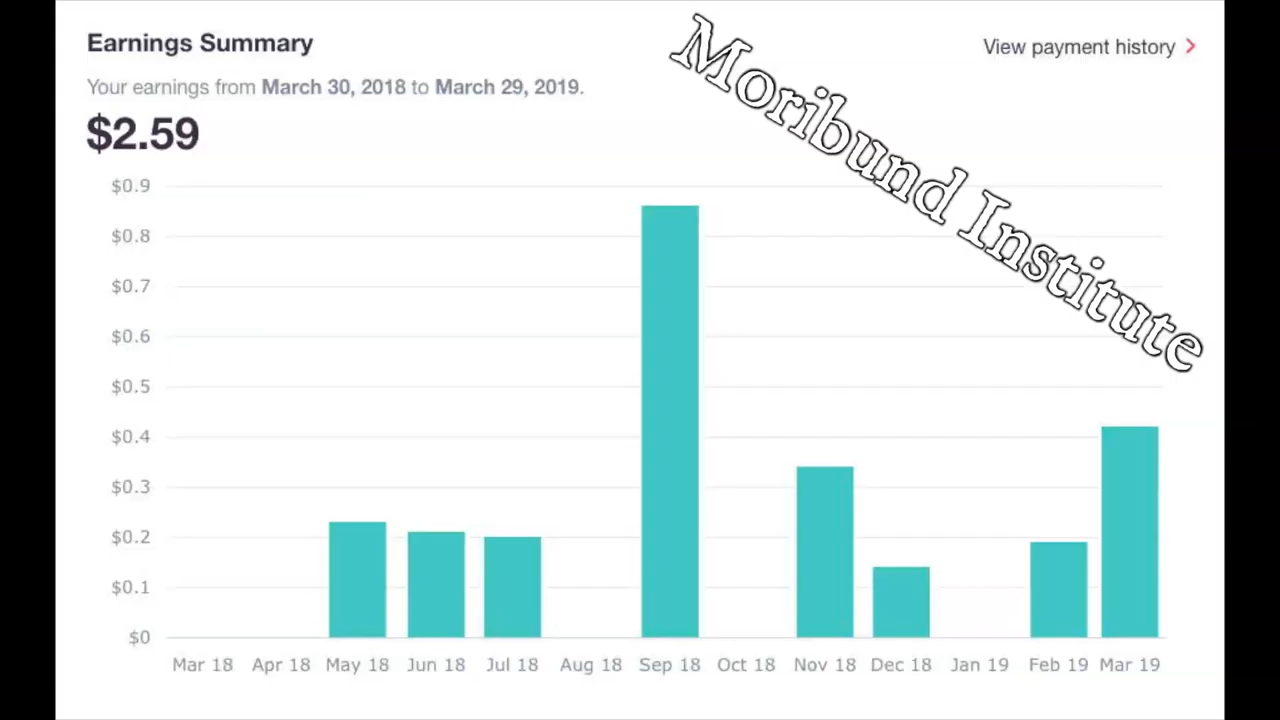 Earnings Summary
View payment history
Your earnings from March 30, 2018 to March 29, 2019.
$2.59
Moribund Institute
$0.9
$0.8
$0.7
$0.6
$0.5
$0.4
$0.3
$0.2
$0.1
$0
Mar 18 Apr 18 May 18 Jun 18 Jul 18 Aug 18 Sep 18 Oct 18 Nov 18 Dec 18 Jan 19 Feb 19 Mar 19